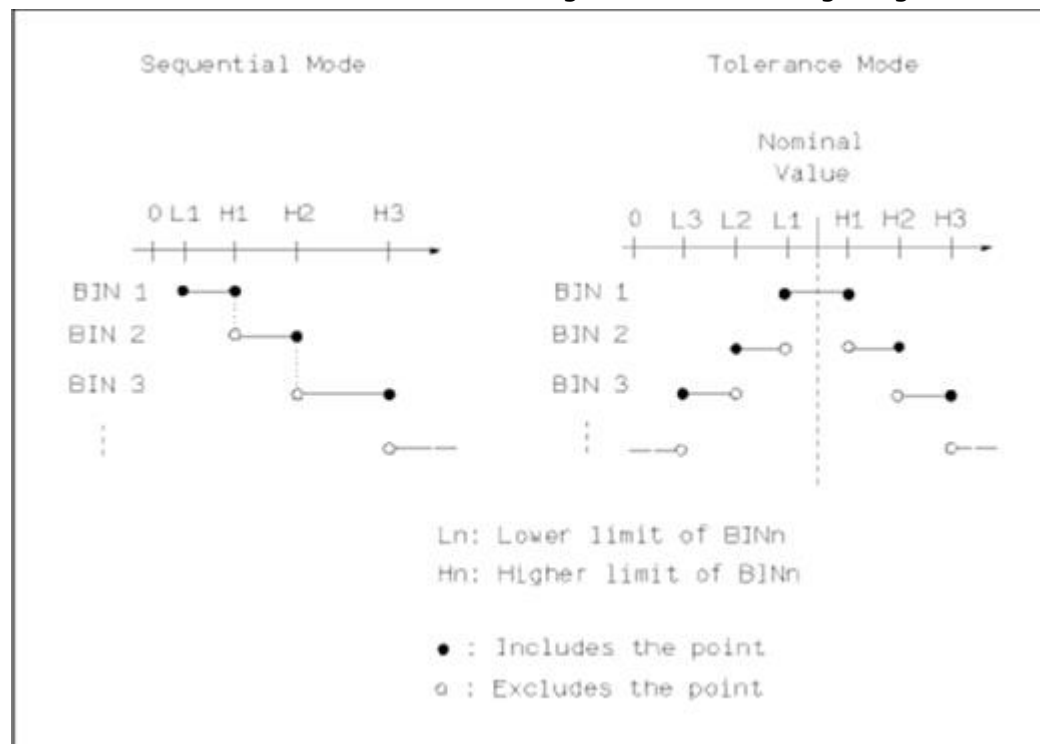 Sequential Mode
Tolerance Mode
Nominal
Value
0 L1 H1 H2 H3
0 L3 L2 L1 H1 H2 H3
BIN 1
BIN 2
BIN 3
BIN 1
BIN 2
BIN 3
Ln: Lower limit of BINn
Hn: Higher limit of BINn
● : Includes the point
○ : Excludes the point